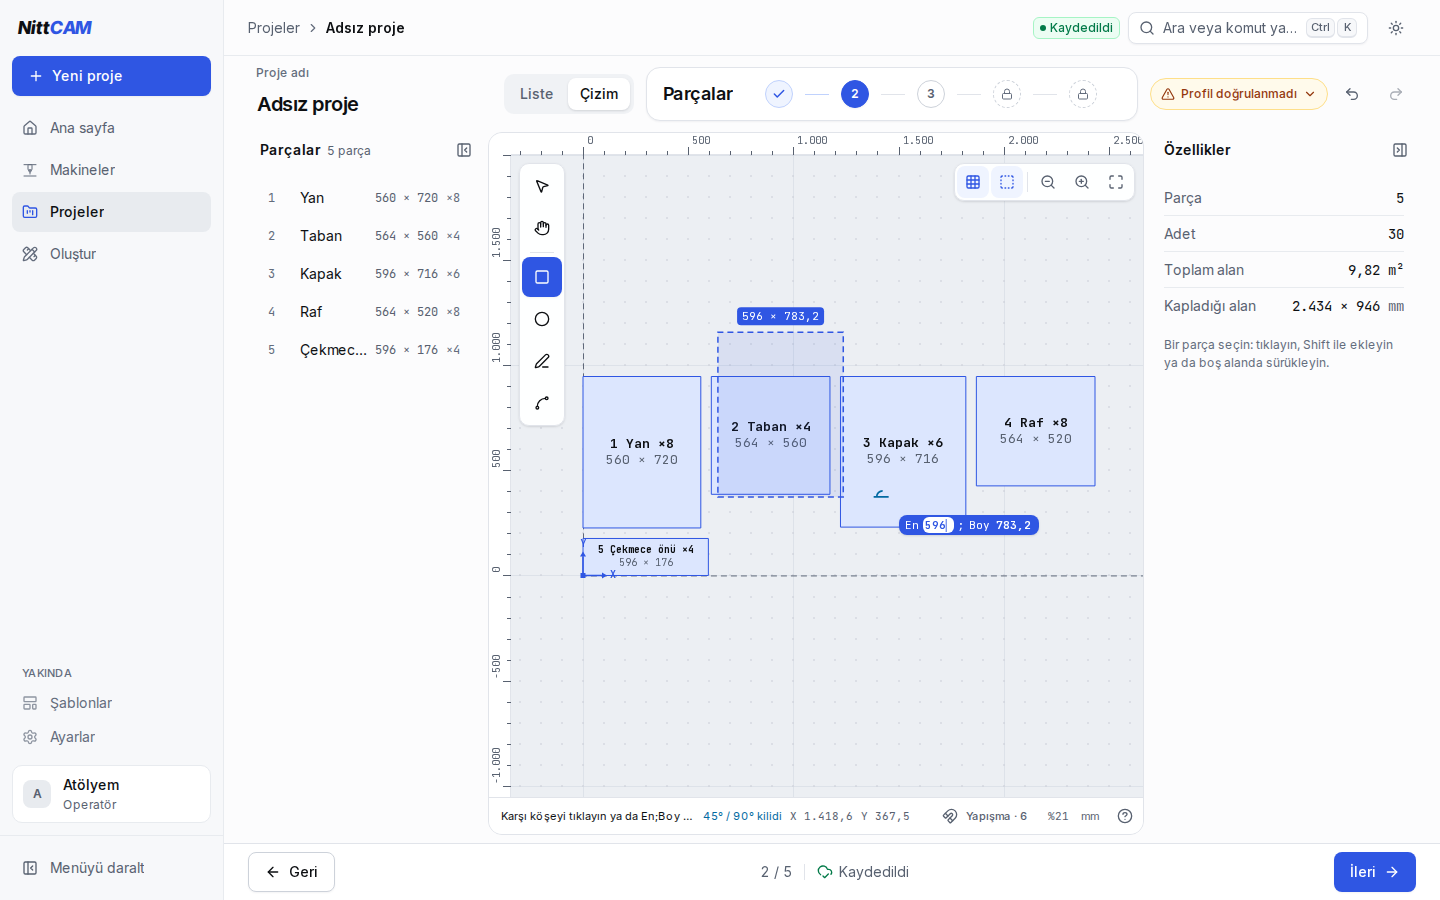 NittCAM
Yeni proje
Ana sayfa
Makineler
Projeler
Oluştur
YAKINDA
Şablonlar
Ayarlar
A
Atölyem
Operatör
Menüyü daralt
Projeler > Adsız proje
Kaydedildi
Ara veya komut ya… Ctrl K
Proje adı
Adsız proje
Liste Çizim
Parçalar 2 3
Profil doğrulanmadı
Parçalar 5 parça
1 Yan 560 × 720 ×8
2 Taban 564 × 560 ×4
3 Kapak 596 × 716 ×6
4 Raf 564 × 520 ×8
5 Çekmec… 596 × 176 ×4
0 500 1.000 1.500 2.000 2.500
1.500
1.000
500
0
-500
-1.000
596 × 783,2
1 Yan ×8
560 × 720
2 Taban ×4
564 × 560
3 Kapak ×6
596 × 716
4 Raf ×8
564 × 520
En 596 ; Boy 783,2
5 Çekmece önü ×4
596 × 176
Y
X
Karşı köşeyi tıklayın ya da En;Boy … 45° / 90° kilidi X 1.418,6 Y 367,5 Yapışma · 6 %21 mm
Özellikler
Parça 5
Adet 30
Toplam alan 9,82 m²
Kapladığı alan 2.434 × 946 mm
Bir parça seçin: tıklayın, Shift ile ekleyin
ya da boş alanda sürükleyin.
Geri
2 / 5 Kaydedildi
İleri